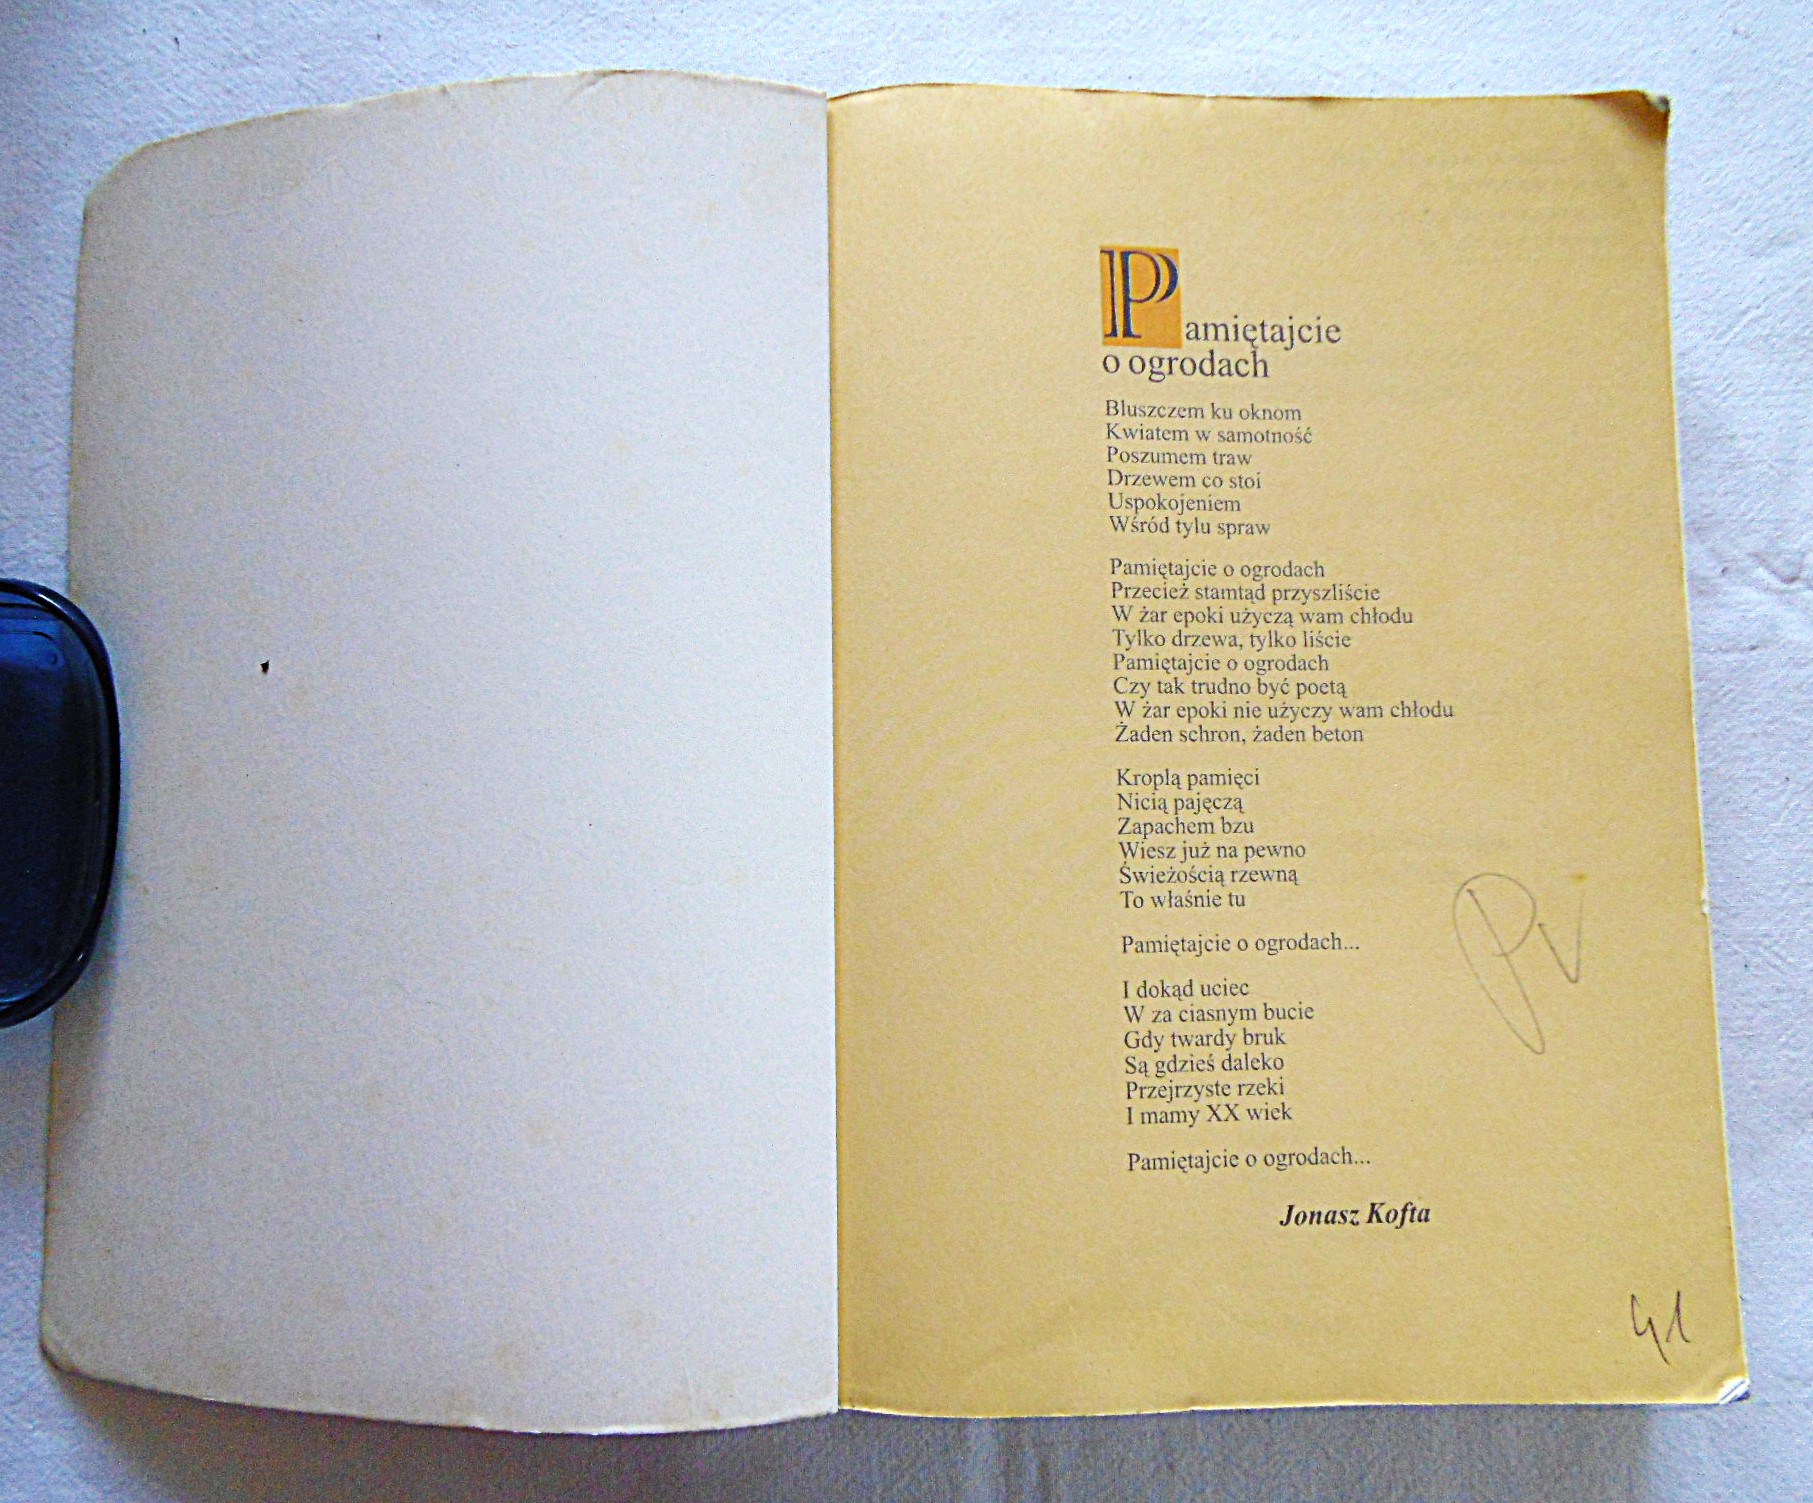 Pamiętajcie
o ogrodach
Bluszczem ku oknom
Kwiatem w samotność
Poszumem traw
Drzewem co stoi
Uspokojeniem
Wśród tylu spraw
Pamiętajcie o ogrodach
Przecież stamtąd przyszliście
W żar epoki użyczą wam chłodu
Tylko drzewa, tylko liście
Pamiętajcie o ogrodach
Czy tak trudno być poetą
W żar epoki nie użyczy wam chłodu
Żaden schron, żaden beton
Kroplą pamięci
Nicią pajęczą
Zapachem bzu
Wiesz już na pewno
Świeżością rzewną
To właśnie tu
Pamiętajcie o ogrodach...
I dokąd uciec
W za ciasnym bucie
Gdy twardy bruk
Są gdzieś daleko
Przejrzyste rzeki
I mamy XX wiek
Pamiętajcie o ogrodach...
Jonasz Kofta